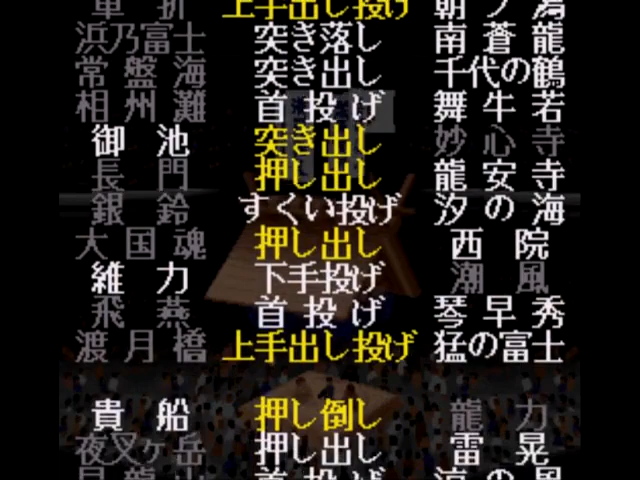 上手出し投げ
浜乃富士 突き落し 南蒼龍
常盤海 突き出し 千代の鶴
相州灘 首投げ 舞牛若
御池 突き出し 妙心寺
長門 押し出し 龍安寺
銀鈴 すくい投げ 汐の海
大国魂 押し出し 西院
維力 下手投げ 潮風
飛燕 首投げ 琴早秀
渡月橋 上手出し投げ 猛の富士
貴船 押し倒し 龍力
夜叉ヶ岳 押し出し 雷晃
首投げ